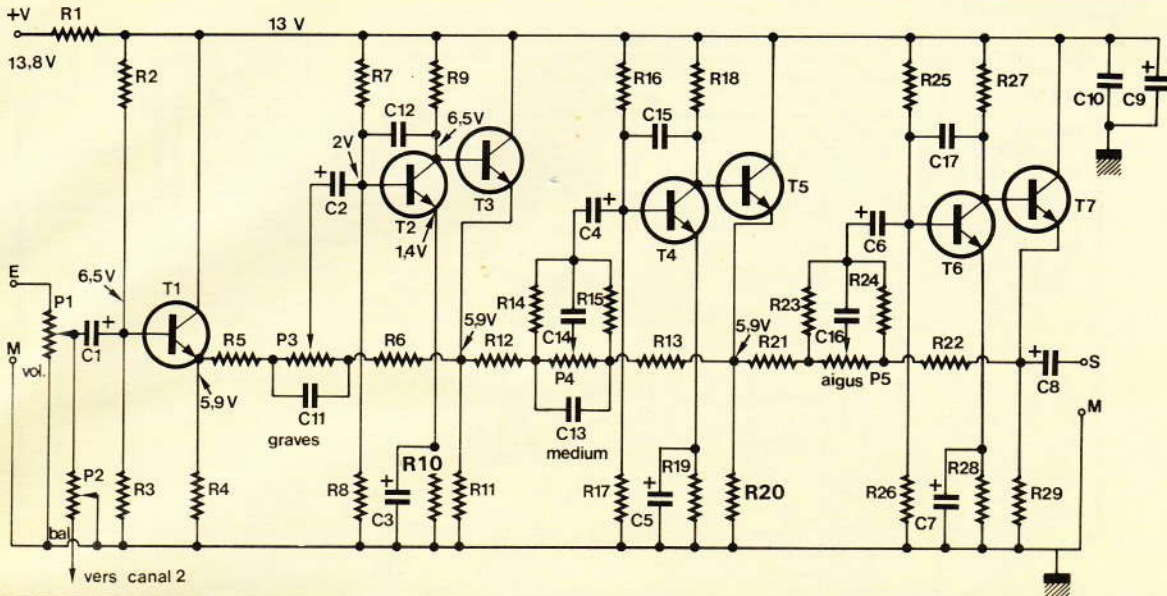 +V R1 13 V
13,8V R2 R7 R9 R16 R18 R25 R27
C12 6,5V C15 C10 C9
2V C17
C2 T3 T5 T7
T2 C4 T4 C6 T6
1,4V
E 6,5V T1 R14 R15 R23 R24
P1 5,9V C14 5,9V C16
C1 R5 P3 R6 R12 R13 R21 R22
M vol. P4 aigus P5 C8 S
5,9V C11 C13 M
graves medium
R10 R19 R28
P2 R3 R4 R8 C3 R11 R17 C5 R20 R26 C7 R29
bal
vers canal 2